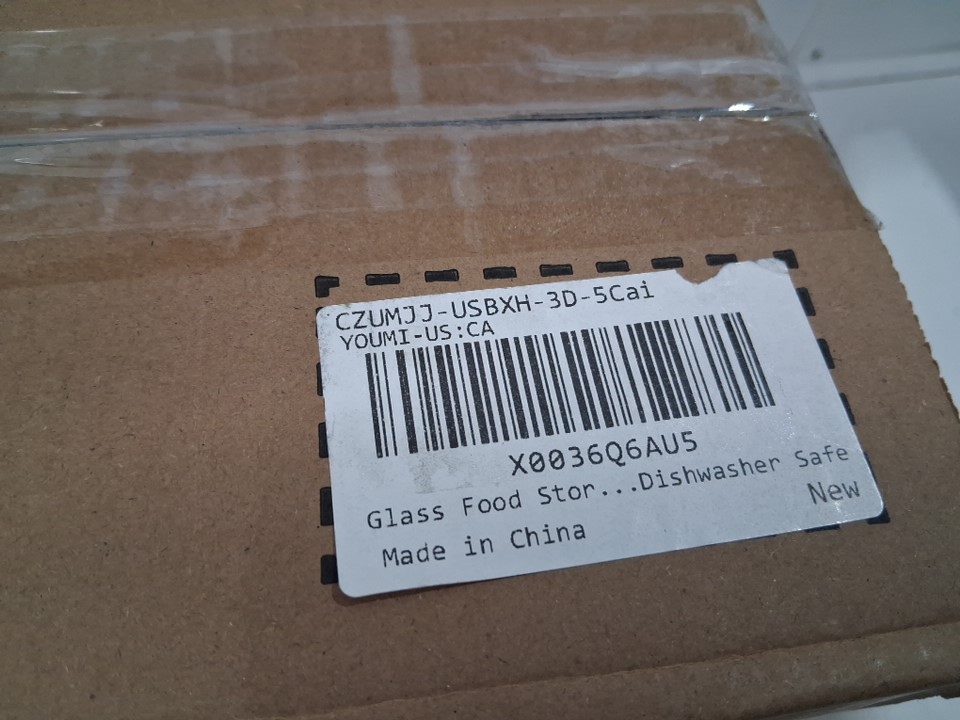 CZUMJJ-USBXH-3D-5Cai
YOUMI-US:CA
X0036Q6AU5
Glass Food Stor...Dishwasher Safe
New
Made in China